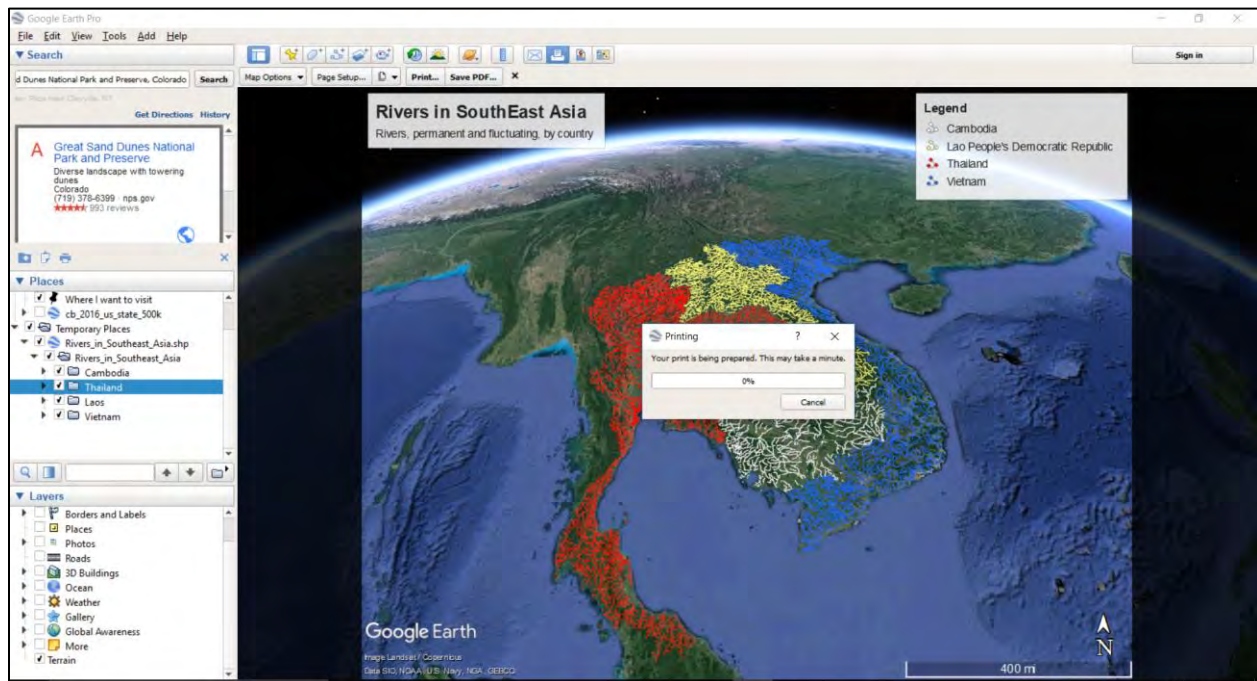 Google Earth Pro
File Edit View Tools Add Help
Search
d Dunes National Park and Preserve, Colorado Search
Get Directions History
A Great Sand Dunes National
Park and Preserve
Diverse landscape with towering
dunes
Colorado
(719) 378-6399 · nps.gov
993 reviews
Places
Where I want to visit
cb_2016_us_state_500k
Temporary Places
Rivers_in_Southeast_Asia.shp
Rivers_in_Southeast_Asia
Cambodia
Thailand
Laos
Vietnam
Layers
Borders and Labels
Places
Photos
Roads
3D Buildings
Ocean
Weather
Gallery
Global Awareness
More
Terrain
Sign in
Map Options Page Setup... Print... Save PDF...
Rivers in SouthEast Asia
Rivers, permanent and fluctuating, by country
Legend
Cambodia
Lao People's Democratic Republic
Thailand
Vietnam
Printing ?
Your print is being prepared. This may take a minute.
0%
Cancel
Google Earth
Image Landsat / Copernicus
Data SIO, NOAA, U.S. Navy, NGA, GEBCO
N
400 mi